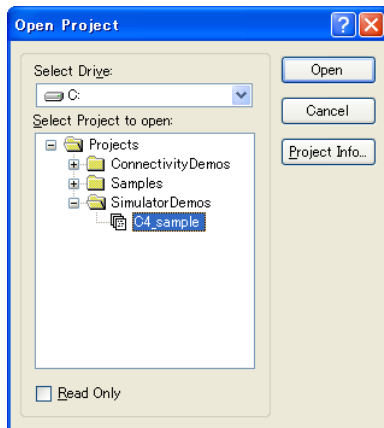 Open Project
Select Drive:
C:
Select Project to open:
Projects
ConnectivityDemos
Samples
SimulatorDemos
C4_sample
Read Only
Open
Cancel
Project Info...